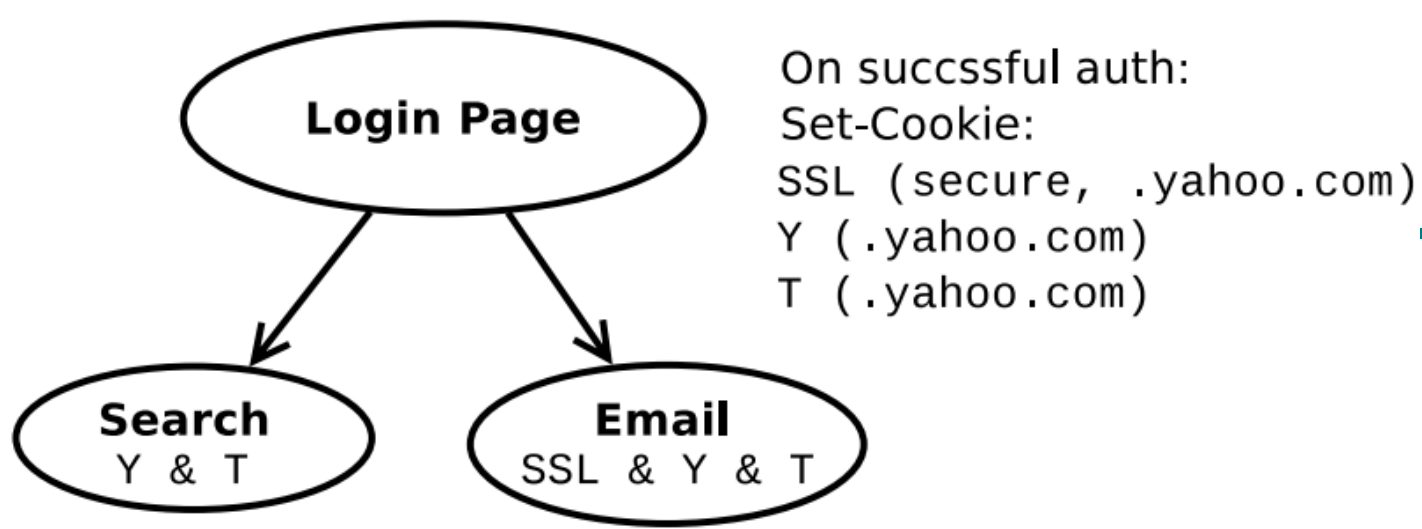 Login Page
On succssful auth:
Set-Cookie:
SSL (secure, .yahoo.com)
Y (.yahoo.com)
T (.yahoo.com)
Search
Y & T
Email
SSL & Y & T